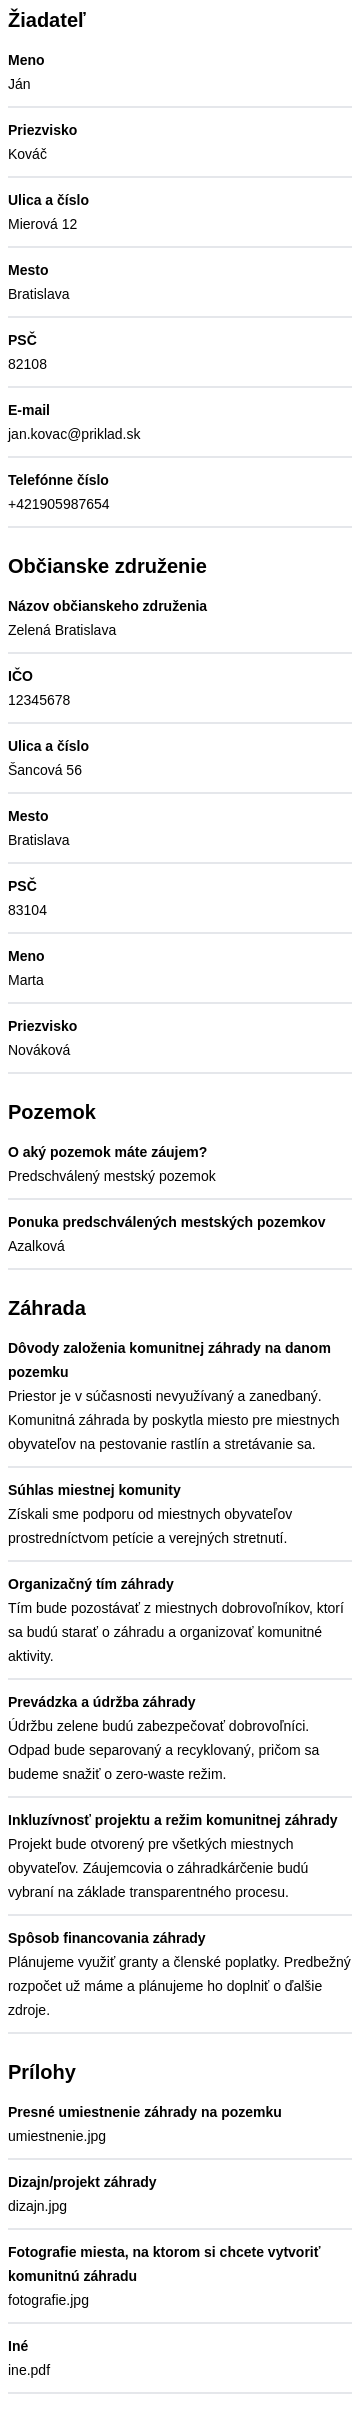 Žiadateľ
Meno
Ján
Priezvisko
Kováč
Ulica a číslo
Mierová 12
Mesto
Bratislava
PSČ
82108
E-mail
jan.kovac@priklad.sk
Telefónne číslo
+421905987654
Občianske združenie
Názov občianskeho združenia
Zelená Bratislava
IČO
12345678
Ulica a číslo
Šancová 56
Mesto
Bratislava
PSČ
83104
Meno
Marta
Priezvisko
Nováková
Pozemok
O aký pozemok máte záujem?
Predschválený mestský pozemok
Ponuka predschválených mestských pozemkov
Azalková
Záhrada
Dôvody založenia komunitnej záhrady na danom
pozemku
Priestor je v súčasnosti nevyužívaný a zanedbaný.
Komunitná záhrada by poskytla miesto pre miestnych
obyvateľov na pestovanie rastlín a stretávanie sa.
Súhlas miestnej komunity
Získali sme podporu od miestnych obyvateľov
prostredníctvom petície a verejných stretnutí.
Organizačný tím záhrady
Tím bude pozostávať z miestnych dobrovoľníkov, ktorí
sa budú starať o záhradu a organizovať komunitné
aktivity.
Prevádzka a údržba záhrady
Údržbu zelene budú zabezpečovať dobrovoľníci.
Odpad bude separovaný a recyklovaný, pričom sa
budeme snažiť o zero-waste režim.
Inkluzívnosť projektu a režim komunitnej záhrady
Projekt bude otvorený pre všetkých miestnych
obyvateľov. Záujemcovia o záhradkárčenie budú
vybraní na základe transparentného procesu.
Spôsob financovania záhrady
Plánujeme využiť granty a členské poplatky. Predbežný
rozpočet už máme a plánujeme ho doplniť o ďalšie
zdroje.
Prílohy
Presné umiestnenie záhrady na pozemku
umiestnenie.jpg
Dizajn/projekt záhrady
dizajn.jpg
Fotografie miesta, na ktorom si chcete vytvoriť
komunitnú záhradu
fotografie.jpg
Iné
ine.pdf